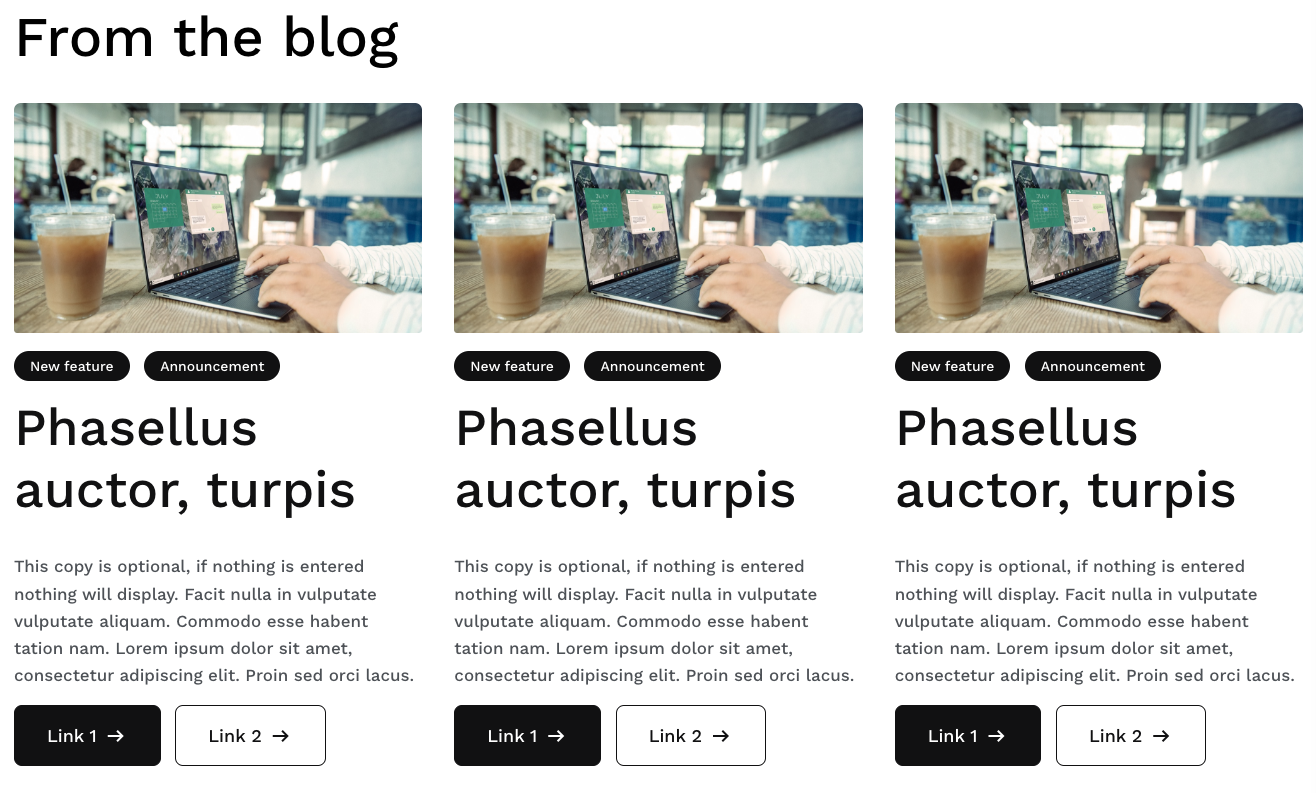 From the blog
New feature
Announcement
Phasellus
auctor, turpis
This copy is optional, if nothing is entered
nothing will display. Facit nulla in vulputate
vulputate aliquam. Commodo esse habent
tation nam. Lorem ipsum dolor sit amet,
consectetur adipiscing elit. Proin sed orci lacus.
Link 1 →
Link 2 →
New feature
Announcement
Phasellus
auctor, turpis
This copy is optional, if nothing is entered
nothing will display. Facit nulla in vulputate
vulputate aliquam. Commodo esse habent
tation nam. Lorem ipsum dolor sit amet,
consectetur adipiscing elit. Proin sed orci lacus.
Link 1 →
Link 2 →
New feature
Announcement
Phasellus
auctor, turpis
This copy is optional, if nothing is entered
nothing will display. Facit nulla in vulputate
vulputate aliquam. Commodo esse habent
tation nam. Lorem ipsum dolor sit amet,
consectetur adipiscing elit. Proin sed orci lacus.
Link 1 →
Link 2 →